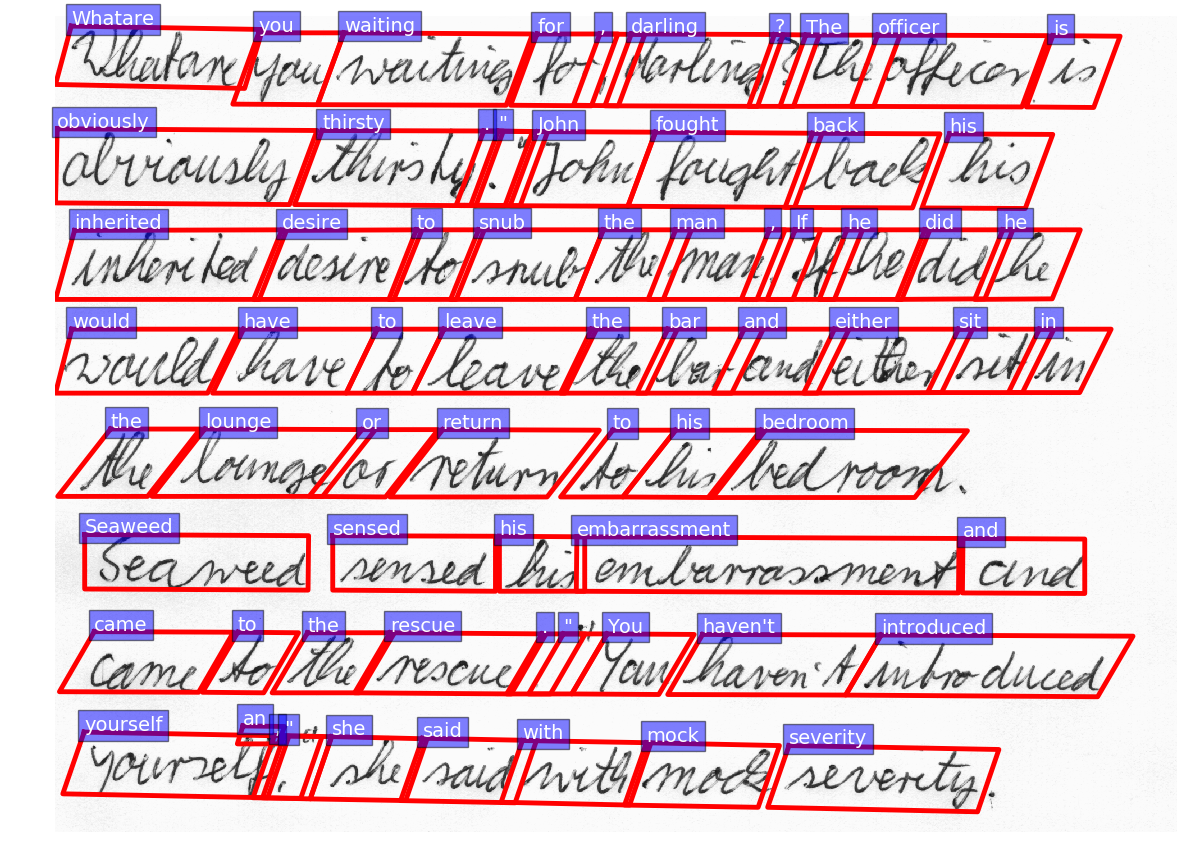 Whatare you waiting for , darling ? The officer is
What are you waiting for, darling? The officer is
obviously thirsty . " John fought back his
obviously thirsty." John fought back his
inherited desire to snub the man , If he did he
inherited desire to snub the man. If he did he
would have to leave the bar and either sit in
would have to leave the bar and either sit in
the lounge or return to his bedroom
the lounge or return to his bedroom.
Seaweed sensed his embarrassment and
Seaweed sensed his embarrassment and
came to the rescue . " You haven't introduced
came to the rescue. "You haven't introduced
yourself an , " she said with mock severity
yourself," she said with mock severity.